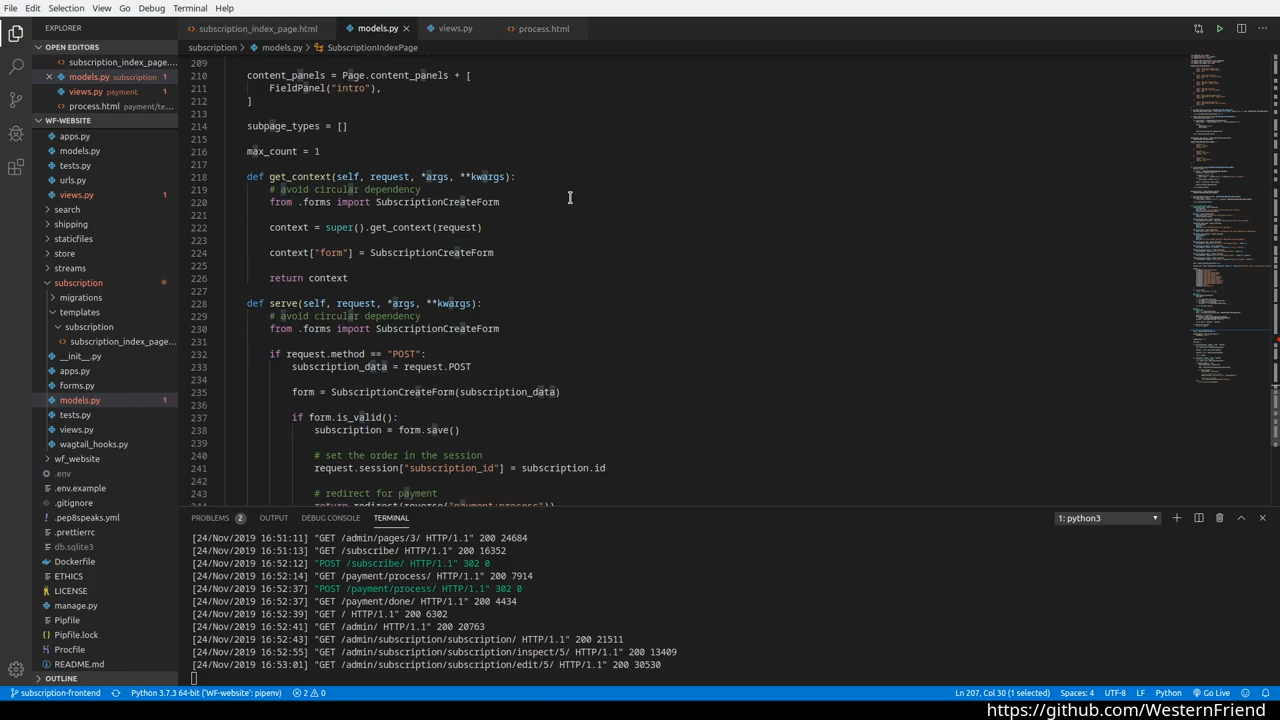 File Edit Selection View Go Debug Terminal Help
EXPLORER
subscription_index_page.html
models.py
views.py
process.html
OPEN EDITORS
subscription_index_page....
models.py subscription 1
views.py payment 1
process.html payment/te...
WF-WEBSITE
apps.py
models.py
tests.py
urls.py
views.py 1
search
shipping
staticfiles
store
streams
subscription
migrations
templates
subscription
subscription_index_page....
__init__.py
apps.py
forms.py
models.py 1
tests.py
views.py
wagtail_hooks.py
wf_website
.env
.env.example
.gitignore
.pep8speaks.yml
.prettierrc
db.sqlite3
Dockerfile
ETHICS
LICENSE
manage.py
Pipfile
Pipfile.lock
Procfile
README.md
OUTLINE
subscription > models.py > SubscriptionIndexPage
209
210 content_panels = Page.content_panels + [
211 FieldPanel("intro"),
212 ]
213
214 subpage_types = []
215
216 max_count = 1
217
218 def get_context(self, request, *args, **kwargs):
219 # avoid circular dependency
220 from .forms import SubscriptionCreateForm
221
222 context = super().get_context(request)
223
224 context["form"] = SubscriptionCreateForm
225
226 return context
227
228 def serve(self, request, *args, **kwargs):
229 # avoid circular dependency
230 from .forms import SubscriptionCreateForm
231
232 if request.method == "POST":
233 subscription_data = request.POST
234
235 form = SubscriptionCreateForm(subscription_data)
236
237 if form.is_valid():
238 subscription = form.save()
239
240 # set the order in the session
241 request.session["subscription_id"] = subscription.id
242
243 # redirect for payment
244 return redirect(reverse("payment:process"))
PROBLEMS 2 OUTPUT DEBUG CONSOLE TERMINAL 1: python3
[24/Nov/2019 16:51:11] "GET /admin/pages/3/ HTTP/1.1" 200 24684
[24/Nov/2019 16:51:13] "GET /subscribe/ HTTP/1.1" 200 16352
[24/Nov/2019 16:52:12] "POST /subscribe/ HTTP/1.1" 302 0
[24/Nov/2019 16:52:14] "GET /payment/process/ HTTP/1.1" 200 7914
[24/Nov/2019 16:52:37] "POST /payment/process/ HTTP/1.1" 302 0
[24/Nov/2019 16:52:37] "GET /payment/done/ HTTP/1.1" 200 4434
[24/Nov/2019 16:52:39] "GET / HTTP/1.1" 200 6302
[24/Nov/2019 16:52:41] "GET /admin/ HTTP/1.1" 200 20763
[24/Nov/2019 16:52:43] "GET /admin/subscription/subscription/ HTTP/1.1" 200 21511
[24/Nov/2019 16:52:55] "GET /admin/subscription/subscription/inspect/5/ HTTP/1.1" 200 13409
[24/Nov/2019 16:53:01] "GET /admin/subscription/subscription/edit/5/ HTTP/1.1" 200 30530
subscription-frontend Python 3.7.3 64-bit ('WF-website': pipenv) 2 0 Ln 207, Col 30 (1 selected) Spaces: 4 UTF-8 LF Python Go Live
https://github.com/WesternFriend